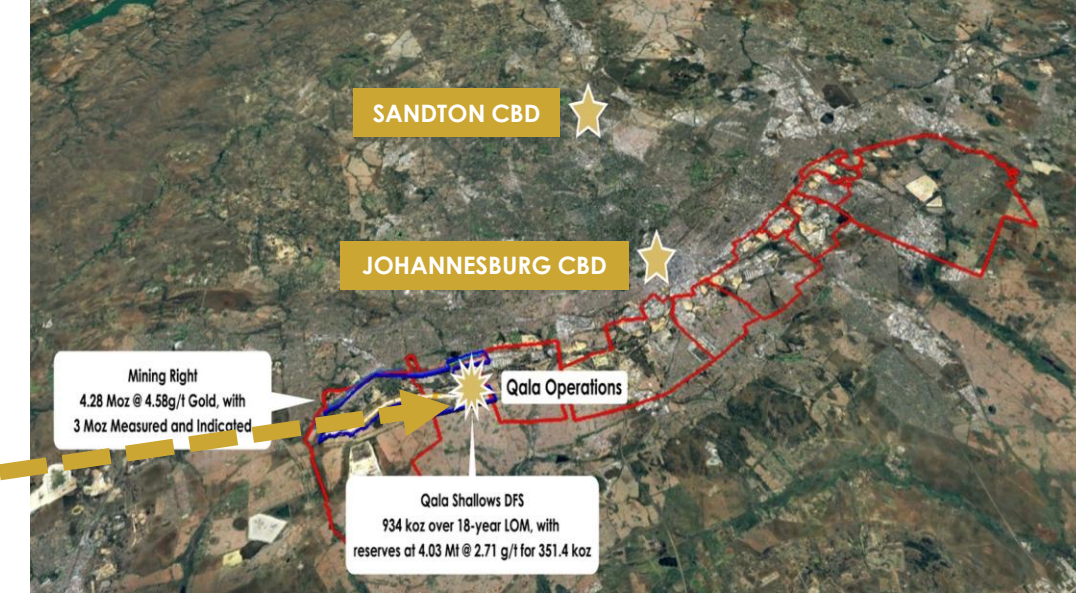 SANDTON CBD
JOHANNESBURG CBD
Mining Right
4.28 Moz @ 4.58g/t Gold, with
3 Moz Measured and Indicated
Qala Operations
Qala Shallows DFS
934 koz over 18-year LOM, with
reserves at 4.03 Mt @ 2.71 g/t for 351.4 koz